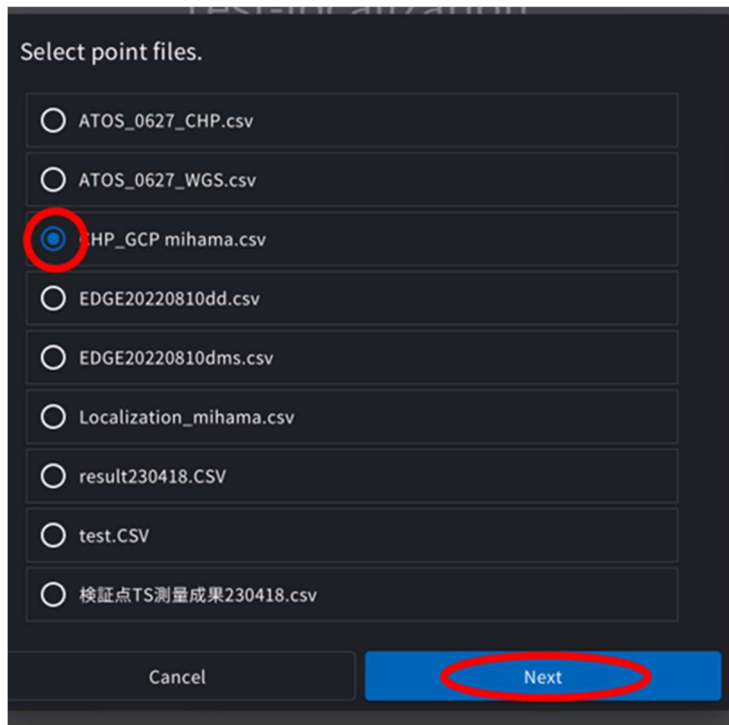 Test-localization
Select point files.
ATOS_0627_CHP.csv
ATOS_0627_WGS.csv
CHP_GCP mihama.csv
EDGE20220810dd.csv
EDGE20220810dms.csv
Localization_mihama.csv
result230418.CSV
test.CSV
検証点TS測量成果230418.csv
Cancel
Next